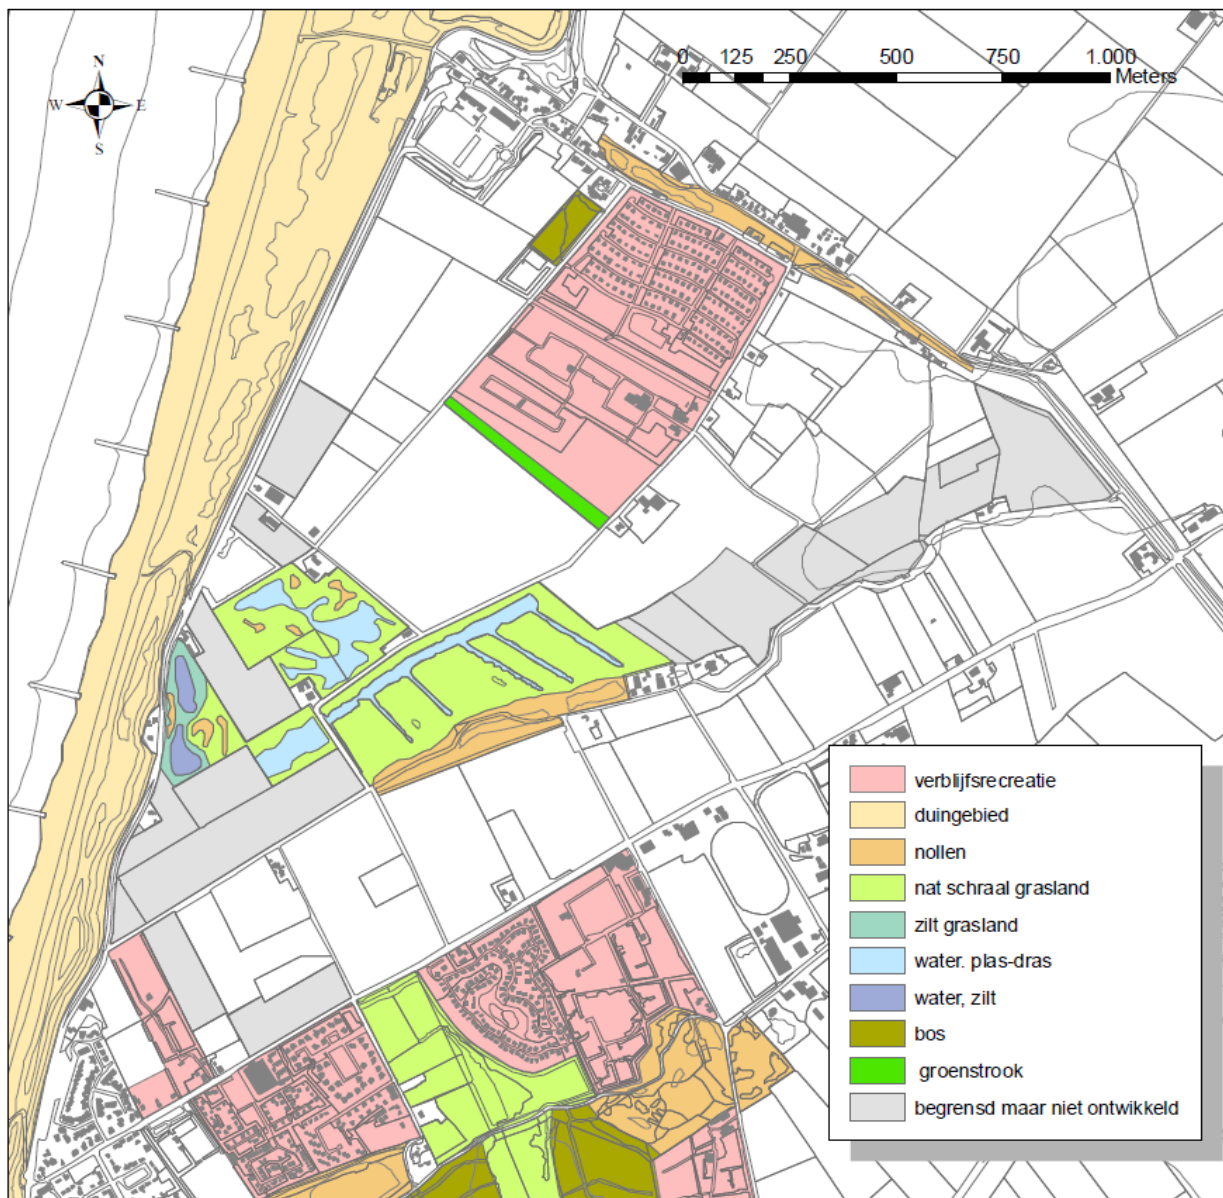 N
W E
S
0 125 250 500 750 1.000
Meters
verblijfsrecreatie
duingebied
nollen
nat schraal grasland
zilt grasland
water. plas-dras
water, zilt
bos
groenstrook
begrensd maar niet ontwikkeld